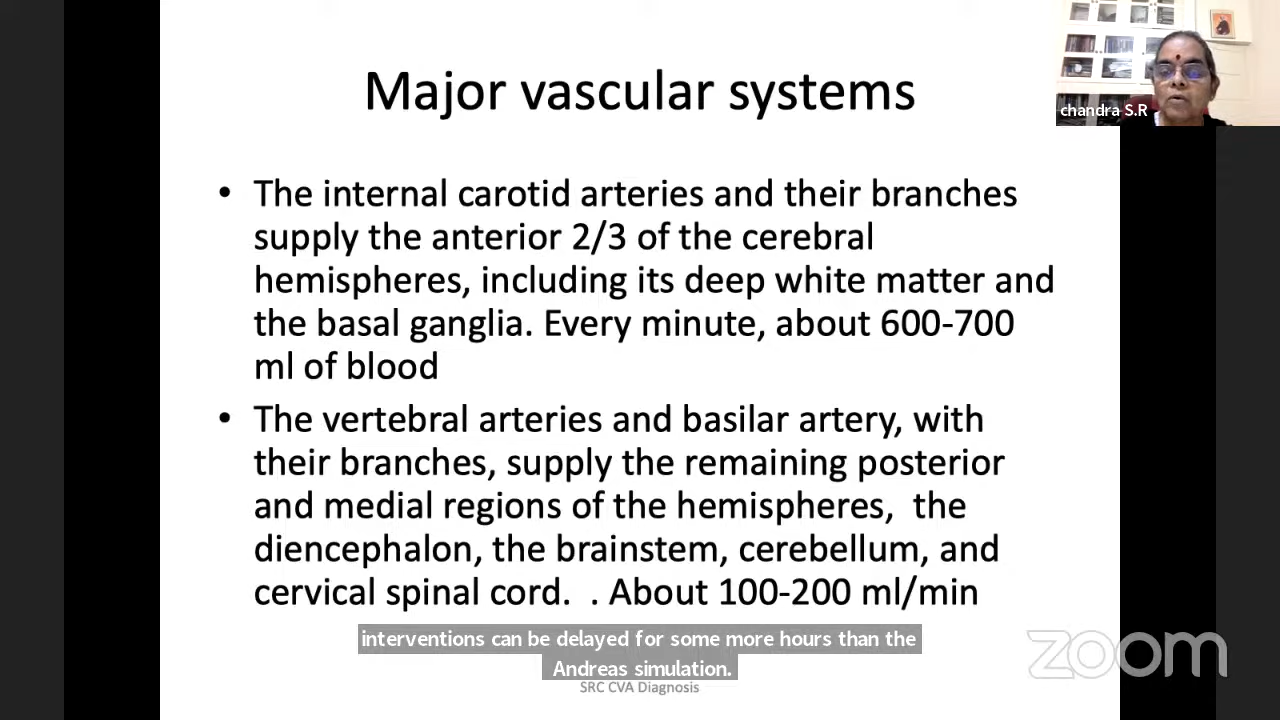 Major vascular systems
chandra S.R
• The internal carotid arteries and their branches
supply the anterior 2/3 of the cerebral
hemispheres, including its deep white matter and
the basal ganglia. Every minute, about 600-700
ml of blood
• The vertebral arteries and basilar artery, with
their branches, supply the remaining posterior
and medial regions of the hemispheres,  the
diencephalon, the brainstem, cerebellum, and
cervical spinal cord.  . About 100-200 ml/min
interventions can be delayed for some more hours than the
Andreas simulation.
SRC CVA Diagnosis
zoom